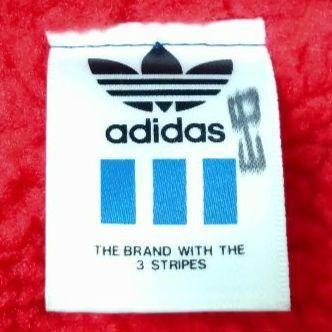 adidas
THE BRAND WITH THE
3 STRIPES